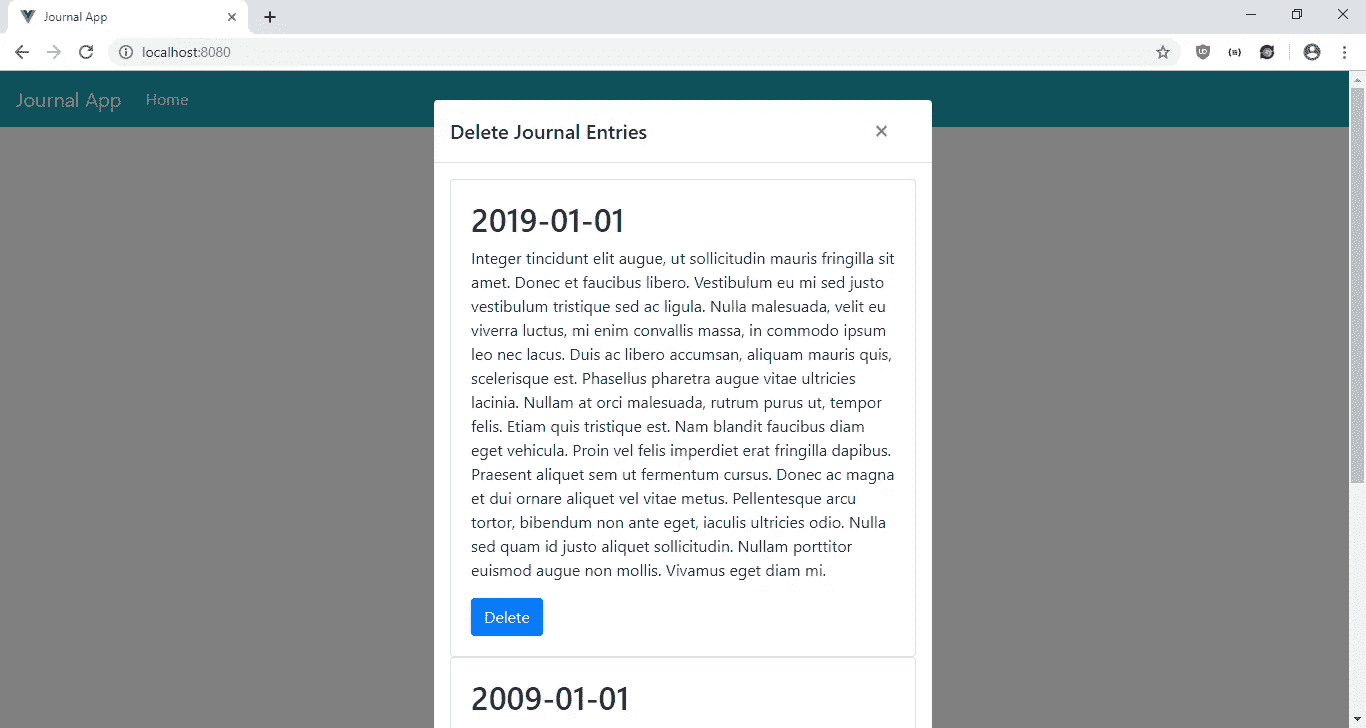 Journal App
localhost:8080
Journal App Home
Delete Journal Entries
2019-01-01
Integer tincidunt elit augue, ut sollicitudin mauris fringilla sit
amet. Donec et faucibus libero. Vestibulum eu mi sed justo
vestibulum tristique sed ac ligula. Nulla malesuada, velit eu
viverra luctus, mi enim convallis massa, in commodo ipsum
leo nec lacus. Duis ac libero accumsan, aliquam mauris quis,
scelerisque est. Phasellus pharetra augue vitae ultricies
lacinia. Nullam at orci malesuada, rutrum purus ut, tempor
felis. Etiam quis tristique est. Nam blandit faucibus diam
eget vehicula. Proin vel felis imperdiet erat fringilla dapibus.
Praesent aliquet sem ut fermentum cursus. Donec ac magna
et dui ornare aliquet vel vitae metus. Pellentesque arcu
tortor, bibendum non ante eget, iaculis ultricies odio. Nulla
sed quam id justo aliquet sollicitudin. Nullam porttitor
euismod augue non mollis. Vivamus eget diam mi.
Delete
2009-01-01